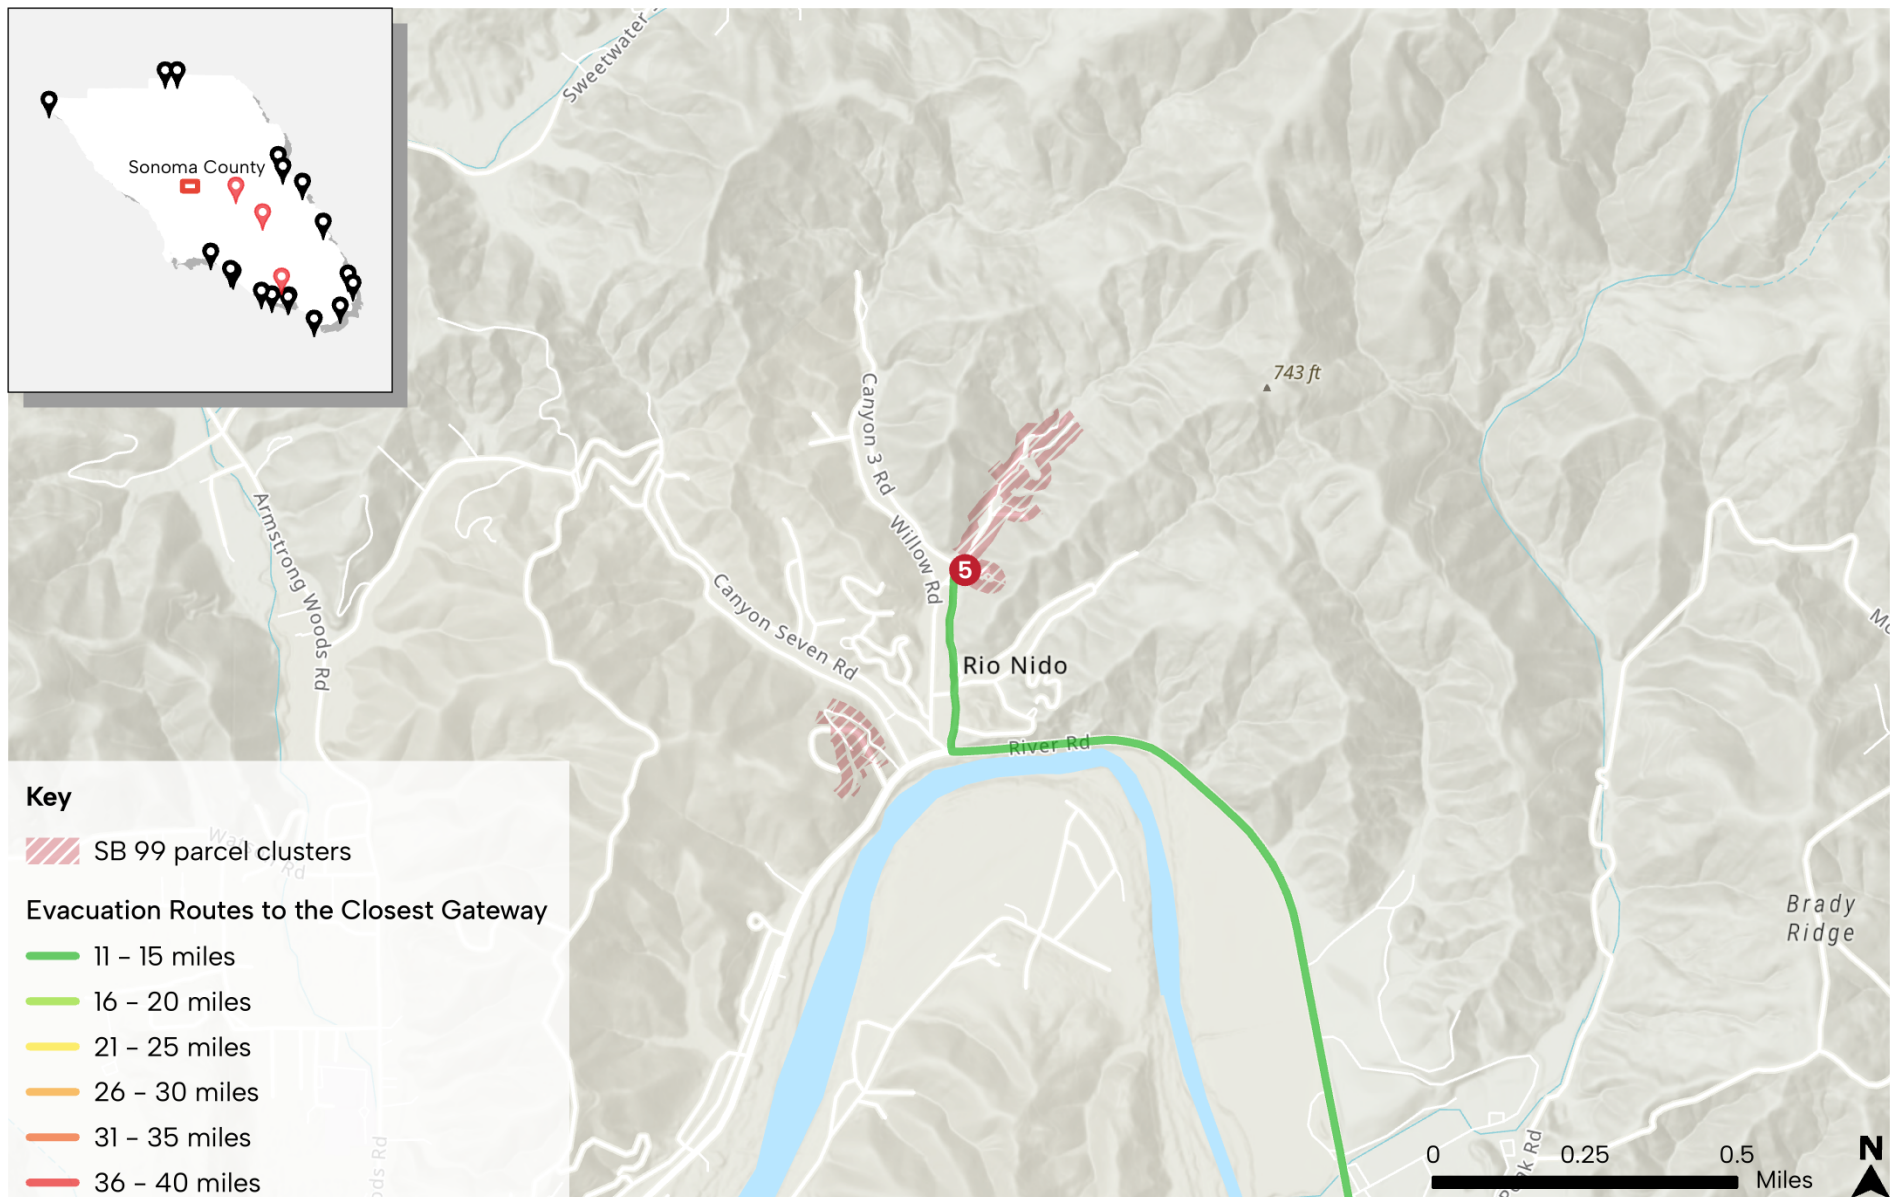 Sonoma County
Sweetwater
743 ft
Canyon 3 Rd
Willow Rd
Armstrong Woods Rd
Canyon Seven Rd
5
Rio Nido
River Rd
Brady
Ridge
Key
SB 99 parcel clusters
Evacuation Routes to the Closest Gateway
11 - 15 miles
16 - 20 miles
21 - 25 miles
26 - 30 miles
31 - 35 miles
36 - 40 miles
Rd
0 0.25 0.5
Miles
N